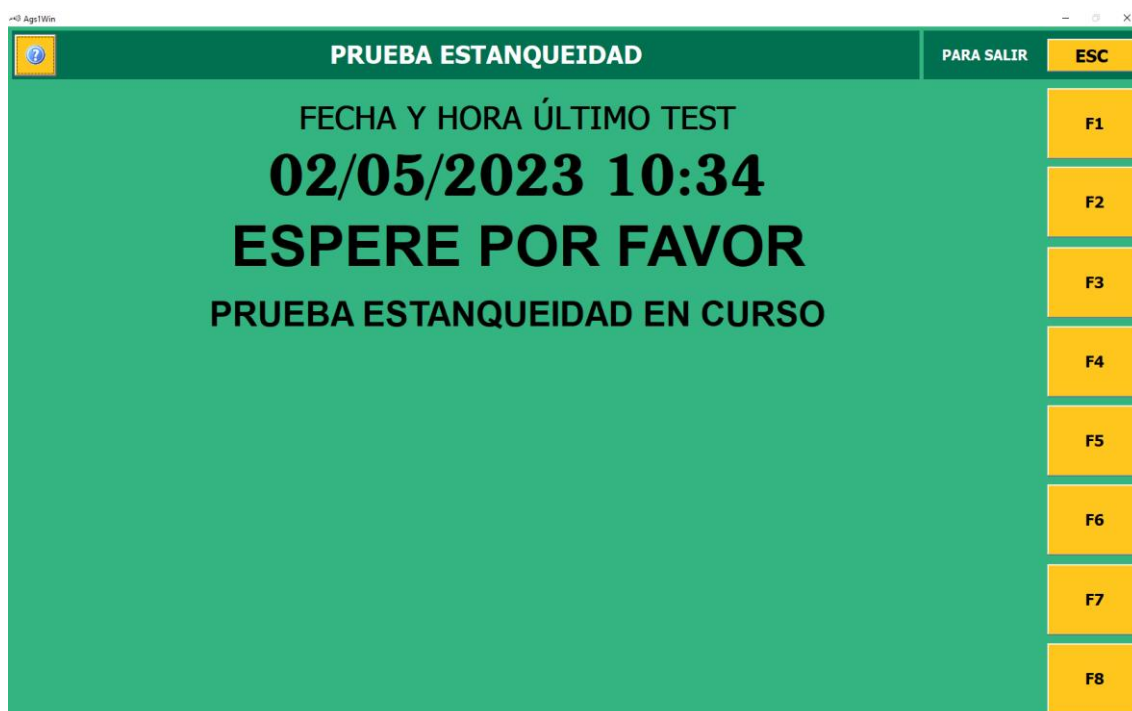 Ags1Win
PRUEBA ESTANQUEIDAD
PARA SALIR
ESC
FECHA Y HORA ÚLTIMO TEST
02/05/2023 10:34
ESPERE POR FAVOR
PRUEBA ESTANQUEIDAD EN CURSO
F1
F2
F3
F4
F5
F6
F7
F8